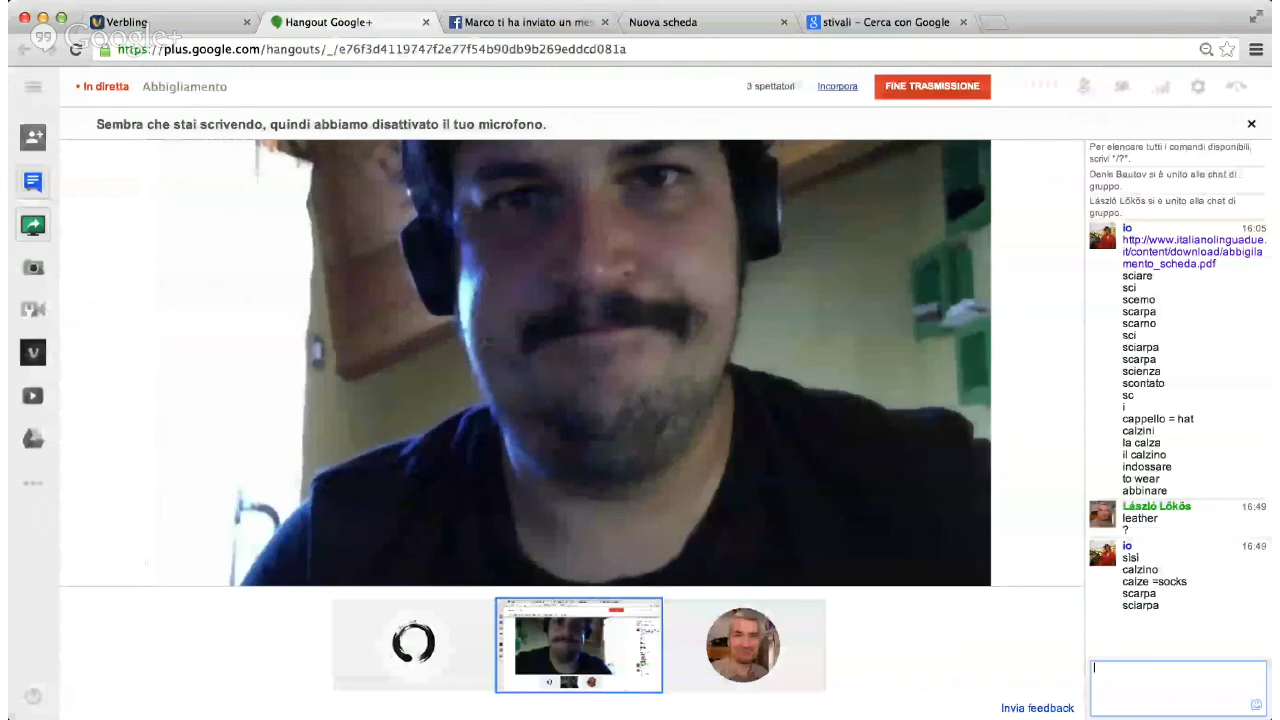 Verbling
Hangout Google+
Marco ti ha inviato un mes
Nuova scheda
stivali - Cerca con Google
Google+
https://plus.google.com/hangouts/_/e76f3d4119747f2e77f54b90db9b269eddcd081a
• In diretta Abbigliamento
3 spettatori
Incorpora
FINE TRASMISSIONE
Sembra che stai scrivendo, quindi abbiamo disattivato il tuo microfono.
Per elencare tutti i comandi disponibili,
scrivi "/?".
Denis Bautov si è unito alla chat di
gruppo.
László Lőkös si è unito alla chat di
gruppo.
io 16:05
http://www.italianolinguadue.
it/content/download/abbigila
mento_scheda.pdf
sciare
sci
scemo
scarpa
scarno
sci
sciarpa
scarpa
scienza
scontato
sc
i
cappello = hat
calzini
la calza
il calzino
indossare
to wear
abbinare
László Lőkös 16:49
leather
?
io 16:49
sìsì
calzino
calze =socks
scarpa
sciarpa
Invia feedback